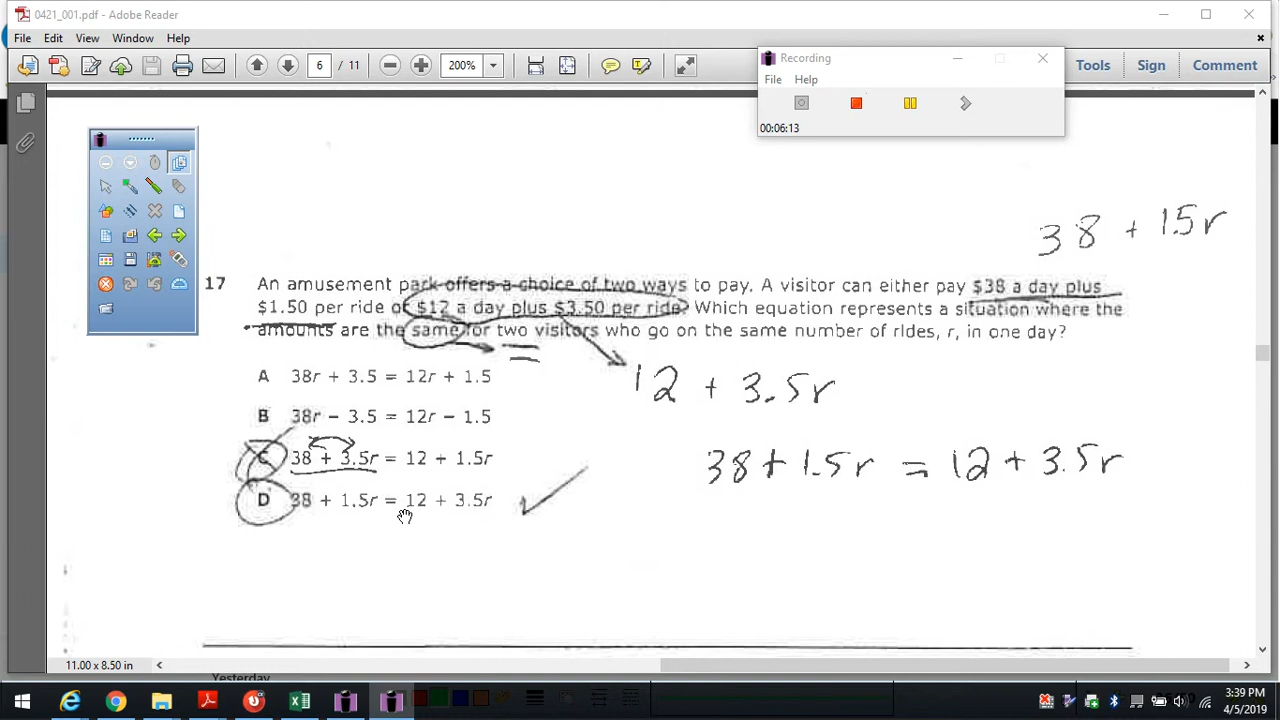 0421_001.pdf - Adobe Reader
File Edit View Window Help
6 / 11 200% Tools Sign Comment
Recording
File Help
00:06:13
38 + 1.5r
17 An amusement park offers a choice of two ways to pay. A visitor can either pay $38 a day plus
$1.50 per ride or $12 a day plus $3.50 per ride. Which equation represents a situation where the
amounts are the same for two visitors who go on the same number of rides, r, in one day?
A 38r + 3.5 = 12r + 1.5
12 + 3.5r
B 38r – 3.5 = 12r – 1.5
C 38 + 3.5r = 12 + 1.5r
38 + 1.5r = 12 + 3.5r
D 38 + 1.5r = 12 + 3.5r
11.00 x 8.50 in
Yesterday
3:39 PM
4/5/2019